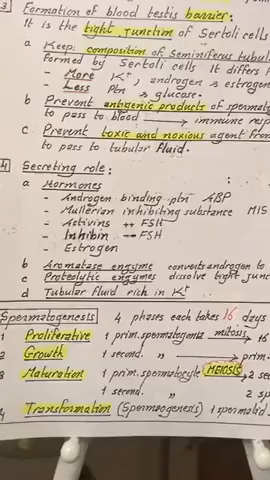 3 Formation of blood testis barrier:
It is the tight junction of Sertoli cells
a Keep composition of Seminiferus tubul
formed by Sertoli cells It differs f
- More K+, androgen & estrogen
- Less Ptn & glucose.
b Prevent antigenic products of spermat
to pass to blood → immune resp
c Prevent toxic and noxious agent from
to pass to tubular fluid.
4 Secreting role:
a Hormones :
- Androgen binding ptn ABP
- Mullerian inhibiting substance MIS
- Activins ++ FSH
- Inhibin -- FSH
- Estrogen
b Aromatase engyme converts androgen to
c Proteolytic engymes dissolve tight junc
d Tubular fluid rich in K+
Spermatogenesis 4 phases each takes 16 days
1 Proliferative 1 prim. spermatogonia mitosis → 16
2 Growth 1 second. " → prim.
3 Maturation 1 prim. spermatocyte MEIOSIS → 2 se
1 second. " 2 sp
4 Transformation (Spermeogenesis) 1 spermatid